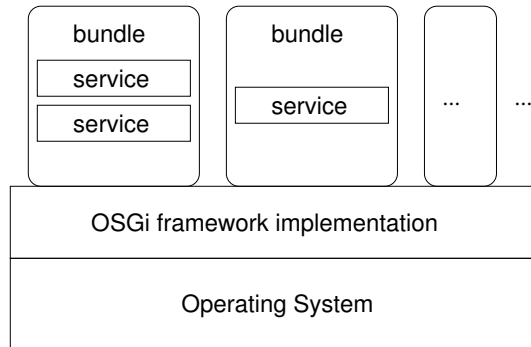 bundle
service
service
bundle
service
...
...
OSGi framework implementation
Operating System